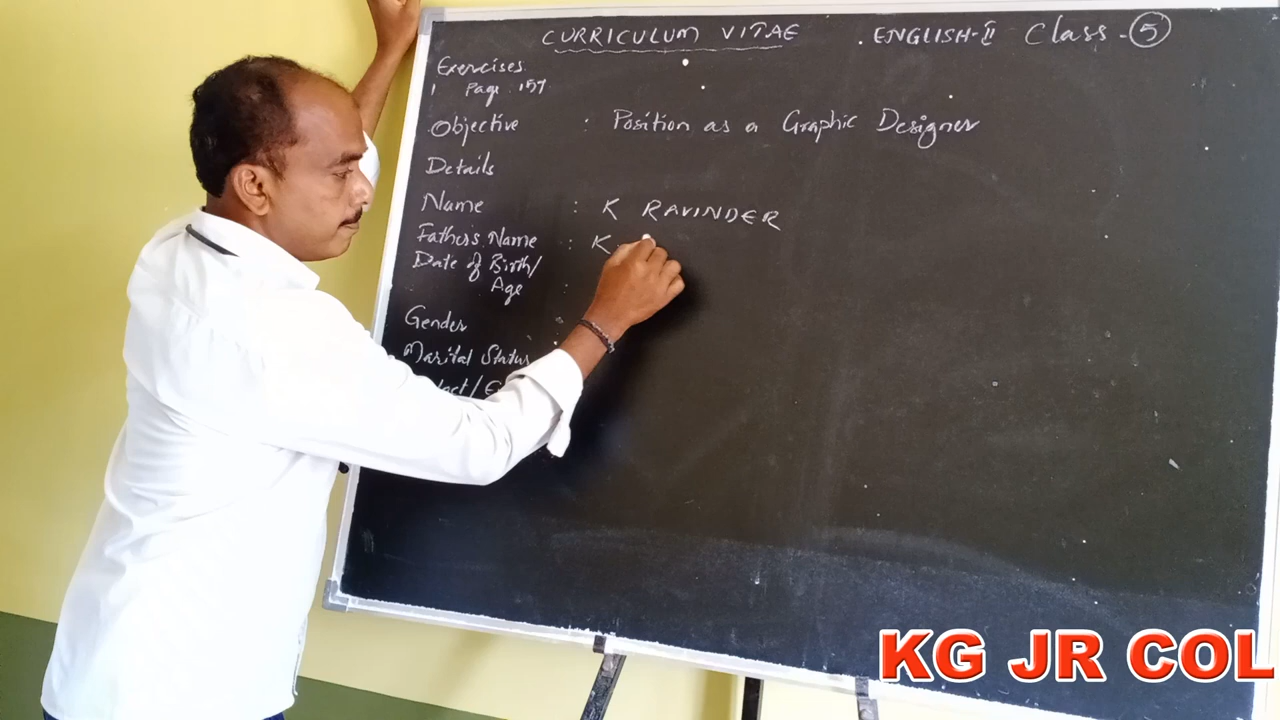 CURRICULUM VITAE . ENGLISH-II Class - 5
Exercises
1 Page 157
Objective : Position as a Graphic Designer
Details
Name : K RAVINDER
Father's Name : K
Date of Birth/
Age :
Gender :
Marital Status
KG JR COL